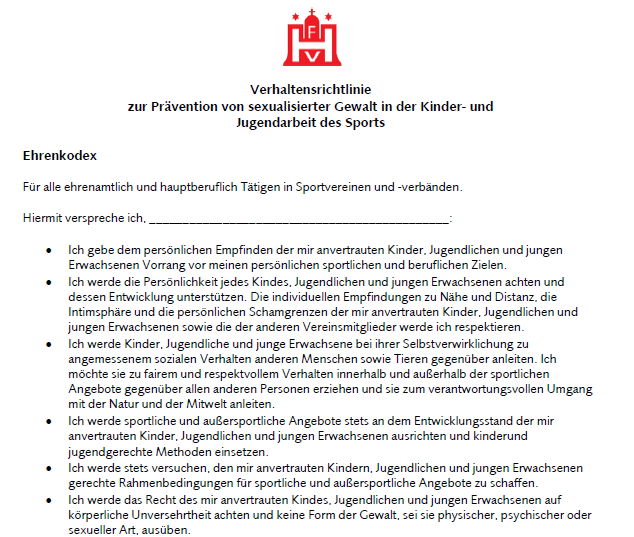 HFV
Verhaltensrichtlinie
zur Prävention von sexualisierter Gewalt in der Kinder- und
Jugendarbeit des Sports
Ehrenkodex
Für alle ehrenamtlich und hauptberuflich Tätigen in Sportvereinen und -verbänden.
Hiermit verspreche ich, _______________________________________________:
• Ich gebe dem persönlichen Empfinden der mir anvertrauten Kinder, Jugendlichen und jungen
Erwachsenen Vorrang vor meinen persönlichen sportlichen und beruflichen Zielen.
• Ich werde die Persönlichkeit jedes Kindes, Jugendlichen und jungen Erwachsenen achten und
dessen Entwicklung unterstützen. Die individuellen Empfindungen zu Nähe und Distanz, die
Intimsphäre und die persönlichen Schamgrenzen der mir anvertrauten Kinder, Jugendlichen und
jungen Erwachsenen sowie die der anderen Vereinsmitglieder werde ich respektieren.
• Ich werde Kinder, Jugendliche und junge Erwachsene bei ihrer Selbstverwirklichung zu
angemessenem sozialen Verhalten anderen Menschen sowie Tieren gegenüber anleiten. Ich
möchte sie zu fairem und respektvollem Verhalten innerhalb und außerhalb der sportlichen
Angebote gegenüber allen anderen Personen erziehen und sie zum verantwortungsvollen Umgang
mit der Natur und der Mitwelt anleiten.
• Ich werde sportliche und außersportliche Angebote stets an dem Entwicklungsstand der mir
anvertrauten Kinder, Jugendlichen und jungen Erwachsenen ausrichten und kinderund
jugendgerechte Methoden einsetzen.
• Ich werde stets versuchen, den mir anvertrauten Kindern, Jugendlichen und jungen Erwachsenen
gerechte Rahmenbedingungen für sportliche und außersportliche Angebote zu schaffen.
• Ich werde das Recht des mir anvertrauten Kindes, Jugendlichen und jungen Erwachsenen auf
körperliche Unversehrtheit achten und keine Form der Gewalt, sei sie physischer, psychischer oder
sexueller Art, ausüben.